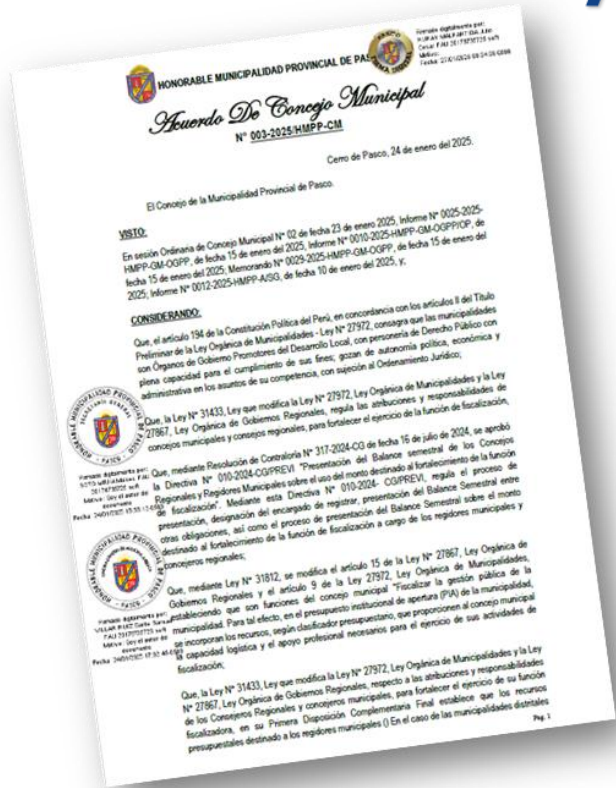 HONORABLE MUNICIPALIDAD PROVINCIAL DE PASCO
Acuerdo De Concejo Municipal
N° 003-2025/HMPP-CM
Cerro de Pasco, 24 de enero del 2025.
El Concejo de la Municipalidad Provincial de Pasco.
VISTO:
En sesión Ordinaria de Concejo Municipal N° 02 de fecha 23 de enero 2025, Informe N° 0025-2025-
HMPP-GM-OGPP, de fecha 15 de enero del 2025, Informe N° 0010-2025-HMPP-GM-OGPP/OP, de
fecha 15 de enero del 2025; Memorando N° 0029-2025-HMPP-GM-OGPP, de fecha 15 de enero del
2025; Informe N° 0012-2025-HMPP-A/SG, de fecha 10 de enero del 2025, y;
CONSIDERANDO:
Que, el artículo 194 de la Constitución Política del Perú, en concordancia con los artículos II del Título
Preliminar de la Ley Orgánica de Municipalidades - Ley N° 27972, consagra que las municipalidades
son Órganos de Gobierno Promotores del Desarrollo Local, con personería de Derecho Público con
plena capacidad para el cumplimiento de sus fines; gozan de autonomía política, económica y
administrativa en los asuntos de su competencia, con sujeción al Ordenamiento Jurídico;
Que, la Ley N° 31433, Ley que modifica la Ley N° 27972, Ley Orgánica de Municipalidades y la Ley
27867, Ley Orgánica de Gobiernos Regionales, regula las atribuciones y responsabilidades de
concejos municipales y consejos regionales, para fortalecer el ejercicio de la función de fiscalización,
Que, mediante Resolución de Contraloría N° 317-2024-CG de fecha 16 de julio de 2024, se aprobó
la Directiva N° 010-2024-CG/PREVI "Presentación del Balance semestral de los Concejos
Regionales y Regidores Municipales sobre el uso del monto destinado al fortalecimiento de la función
de fiscalización". Mediante esta Directiva N° 010-2024- CG/PREVI, regula el proceso de
presentación, designación del encargado de registrar, presentación del Balance Semestral entre
otras obligaciones, así como el proceso de presentación del Balance Semestral sobre el monto
destinado al fortalecimiento de la función de fiscalización a cargo de los regidores municipales y
concejeros regionales;
Que, mediante Ley N° 31812, se modifica el artículo 15 de la Ley N° 27867, Ley Orgánica de
Gobiernos Regionales y el artículo 9 de la Ley N° 27972, Ley Orgánica de Municipalidades,
estableciendo que son funciones del concejo municipal "Fiscalizar la gestión pública de la
municipalidad. Para tal efecto, en el presupuesto institucional de apertura (PIA) de la municipalidad,
se incorporan los recursos, según clasificador presupuestario, que proporcionen al concejo municipal
la capacidad logística y el apoyo profesional necesarios para el ejercicio de sus actividades de
fiscalización;
Que, la Ley N° 31433, Ley que modifica la Ley N° 27972, Ley Orgánica de Municipalidades y la Ley
N° 27867, Ley Orgánica de Gobiernos Regionales, respecto a las atribuciones y responsabilidades
de los Consejeros Regionales y concejeros municipales, para fortalecer el ejercicio de su función
fiscalizadora, en su Primera Disposición Complementaria Final establece que los recursos
presupuestales destinado a los regidores municipales () En el caso de las municipalidades distritales
Pág. 1